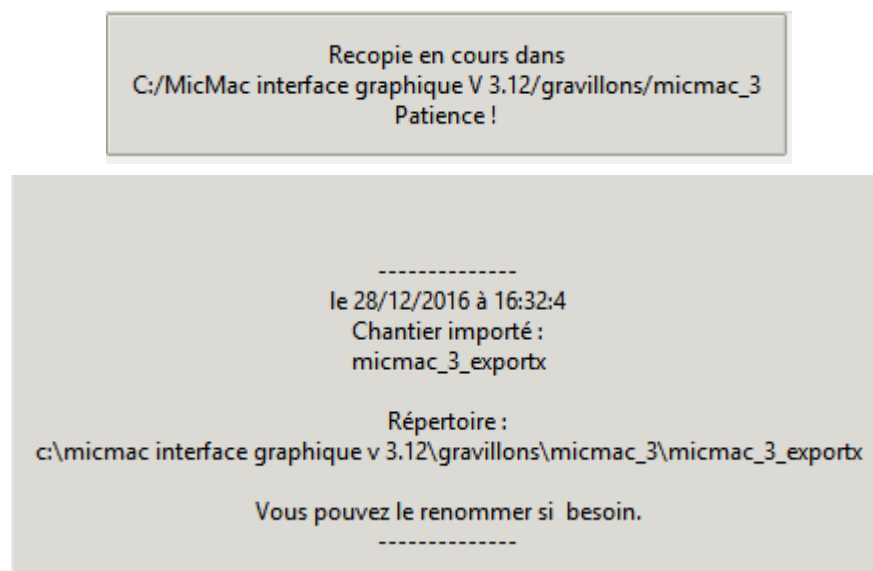 Recopie en cours dans
C:/MicMac interface graphique V 3.12/gravillons/micmac_3
Patience !
--------------
le 28/12/2016 à 16:32:4
Chantier importé :
micmac_3_exportx
Répertoire :
c:\micmac interface graphique v 3.12\gravillons\micmac_3\micmac_3_exportx
Vous pouvez le renommer si  besoin.
--------------